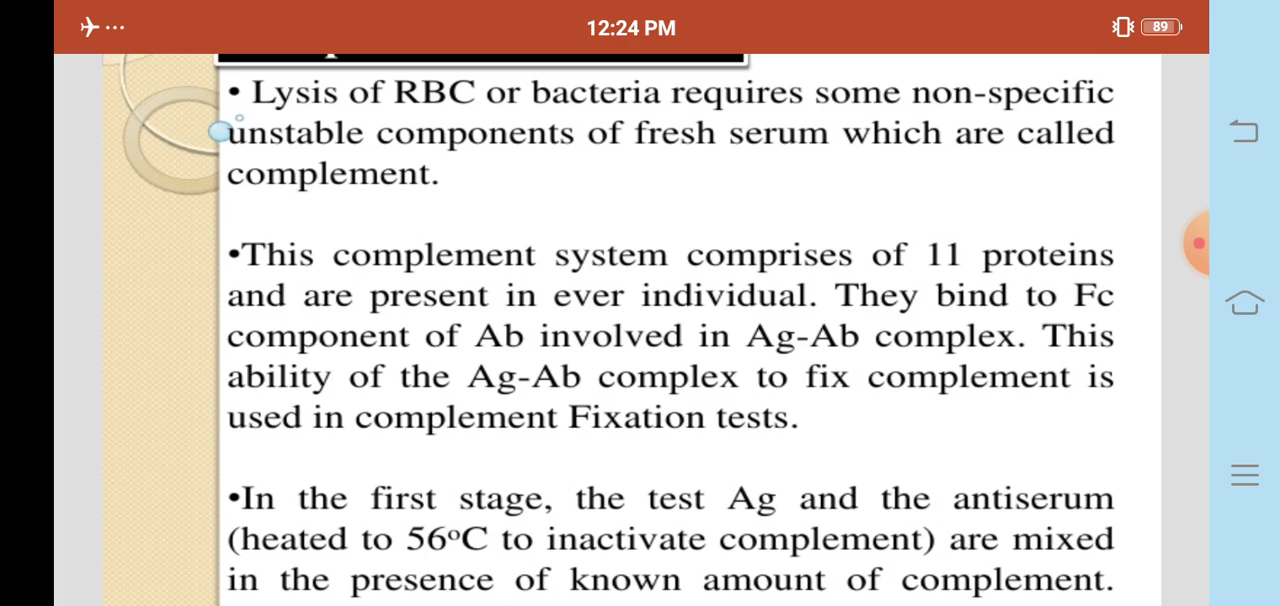 12:24 PM
89
• Lysis of RBC or bacteria requires some non-specific
unstable components of fresh serum which are called
complement.
•This complement system comprises of 11 proteins
and are present in ever individual. They bind to Fc
component of Ab involved in Ag-Ab complex. This
ability of the Ag-Ab complex to fix complement is
used in complement Fixation tests.
•In the first stage, the test Ag and the antiserum
(heated to 56°C to inactivate complement) are mixed
in the presence of known amount of complement.